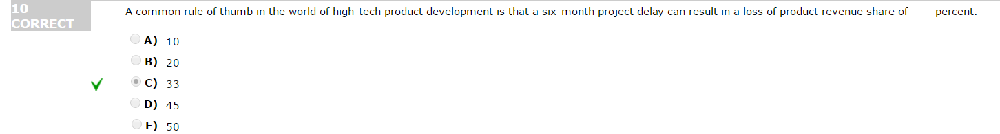 10
CORRECT
A common rule of thumb in the world of high-tech product development is that a six-month project delay can result in a loss of product revenue share of ___ percent.
A) 10
B) 20
C) 33
D) 45
E) 50